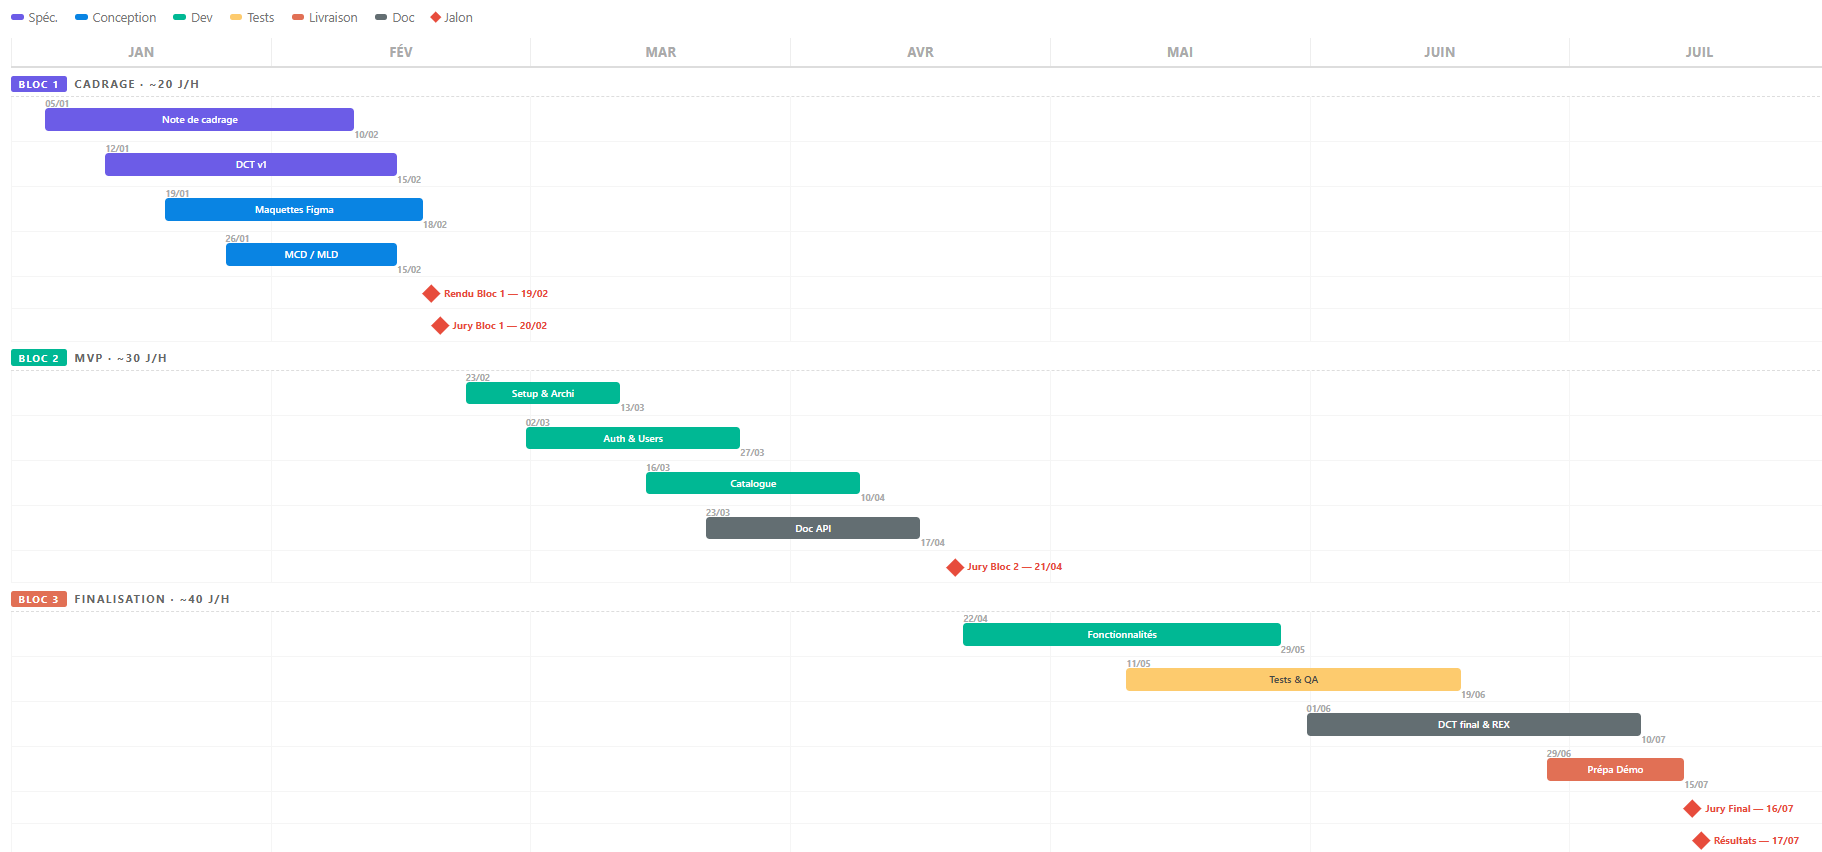 Spéc. Conception Dev Tests Livraison Doc Jalon
JAN FÉV MAR AVR MAI JUIN JUIL
BLOC 1 CADRAGE · ~20 J/H
05/01
Note de cadrage
10/02
12/01
DCT v1
15/02
19/01
Maquettes Figma
18/02
26/01
MCD / MLD
15/02
Rendu Bloc 1 — 19/02
Jury Bloc 1 — 20/02
BLOC 2 MVP · ~30 J/H
23/02
Setup & Archi
13/03
02/03
Auth & Users
27/03
16/03
Catalogue
10/04
23/03
Doc API
17/04
Jury Bloc 2 — 21/04
BLOC 3 FINALISATION · ~40 J/H
22/04
Fonctionnalités
29/05
11/05
Tests & QA
19/06
01/06
DCT final & REX
10/07
29/06
Prépa Démo
15/07
Jury Final — 16/07
Résultats — 17/07